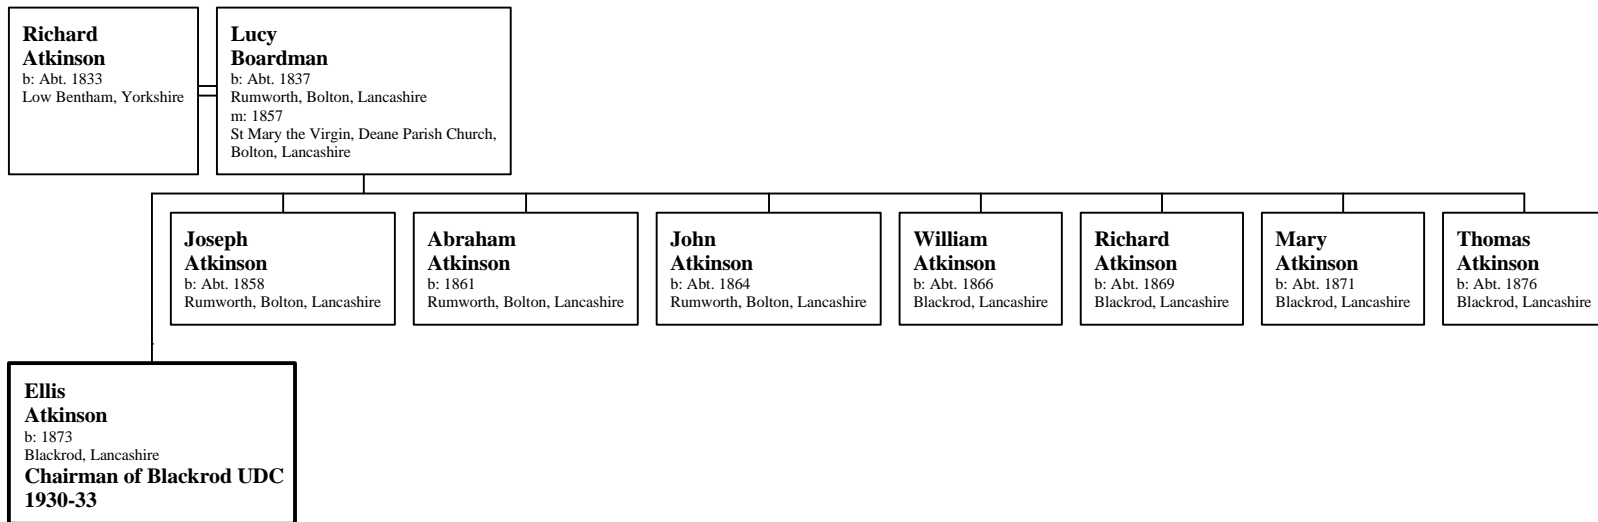 Richard
Atkinson
b: Abt. 1833
Low Bentham, Yorkshire
Lucy
Boardman
b: Abt. 1837
Rumworth, Bolton, Lancashire
m: 1857
St Mary the Virgin, Deane Parish Church,
Bolton, Lancashire
Joseph
Atkinson
b: Abt. 1858
Rumworth, Bolton, Lancashire
Abraham
Atkinson
b: 1861
Rumworth, Bolton, Lancashire
John
Atkinson
b: Abt. 1864
Rumworth, Bolton, Lancashire
William
Atkinson
b: Abt. 1866
Blackrod, Lancashire
Richard
Atkinson
b: Abt. 1869
Blackrod, Lancashire
Mary
Atkinson
b: Abt. 1871
Blackrod, Lancashire
Thomas
Atkinson
b: Abt. 1876
Blackrod, Lancashire
Ellis
Atkinson
b: 1873
Blackrod, Lancashire
Chairman of Blackrod UDC
1930-33